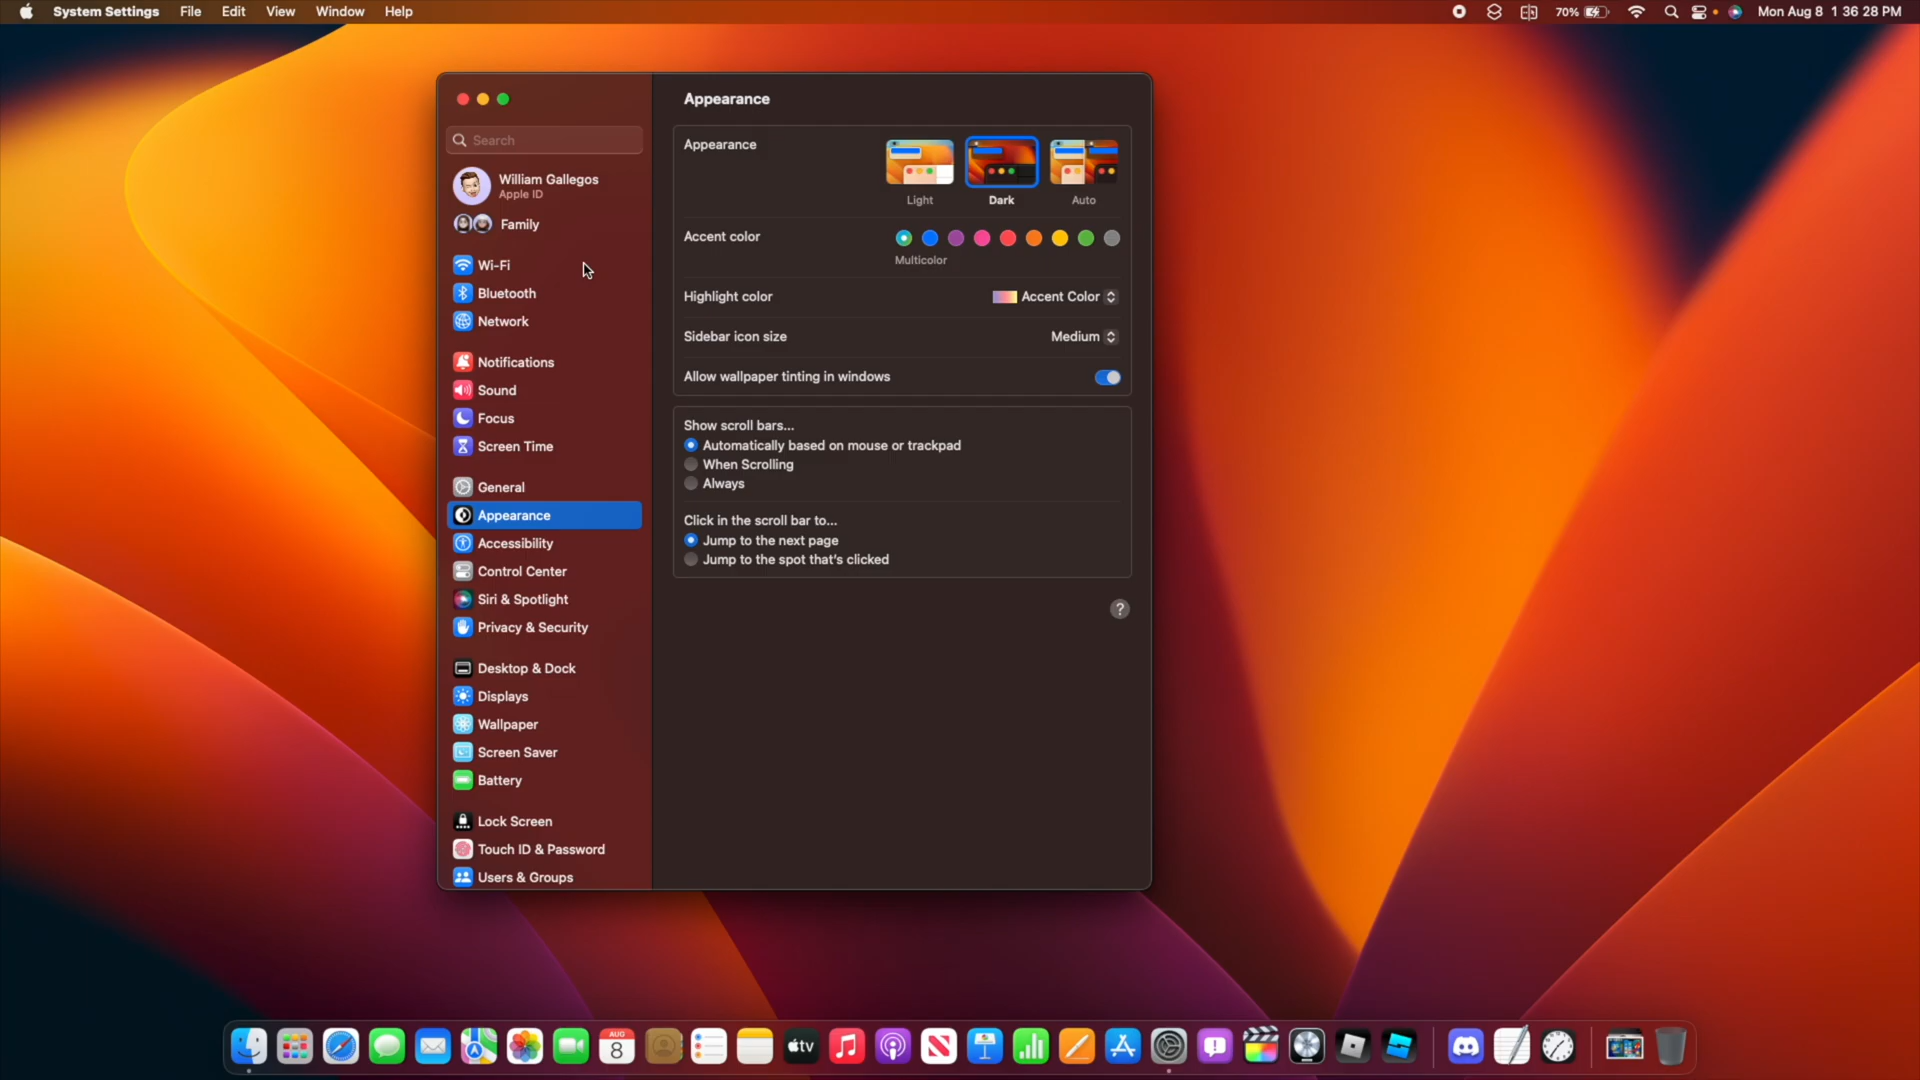 System Settings File Edit View Window Help
70% Mon Aug 8 1 36 28 PM
Search
William Gallegos
Apple ID
Family
Wi-Fi
Bluetooth
Network
Notifications
Sound
Focus
Screen Time
General
Appearance
Accessibility
Control Center
Siri & Spotlight
Privacy & Security
Desktop & Dock
Displays
Wallpaper
Screen Saver
Battery
Lock Screen
Touch ID & Password
Users & Groups
Appearance
Appearance
Light Dark Auto
Accent color
Multicolor
Highlight color Accent Color
Sidebar icon size Medium
Allow wallpaper tinting in windows
Show scroll bars...
Automatically based on mouse or trackpad
When Scrolling
Always
Click in the scroll bar to...
Jump to the next page
Jump to the spot that's clicked
?
AUG
8
tv